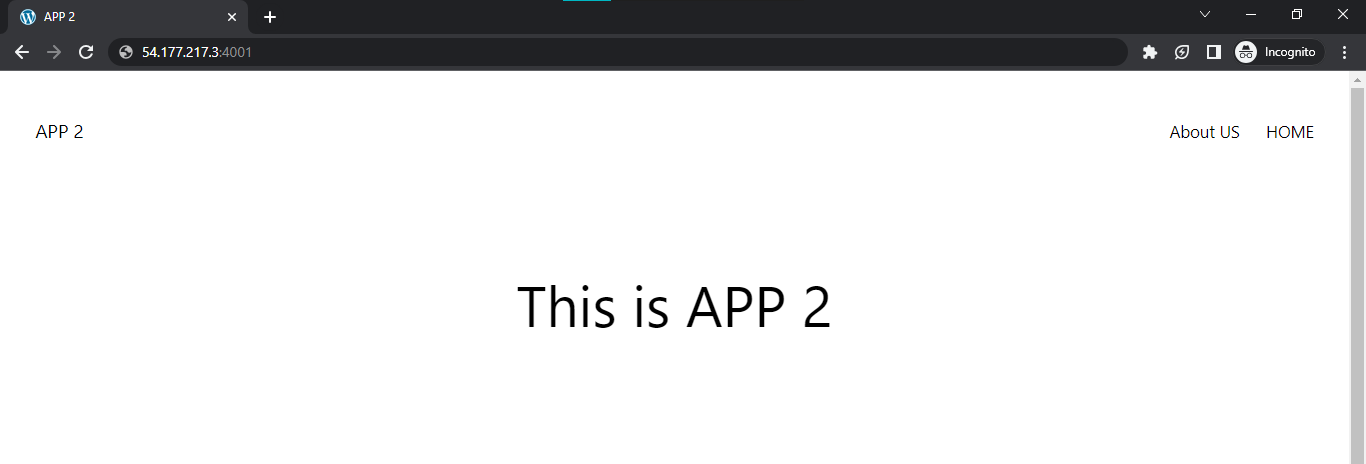 APP 2
54.177.217.3:4001
Incognito
APP 2
About US HOME
This is APP 2